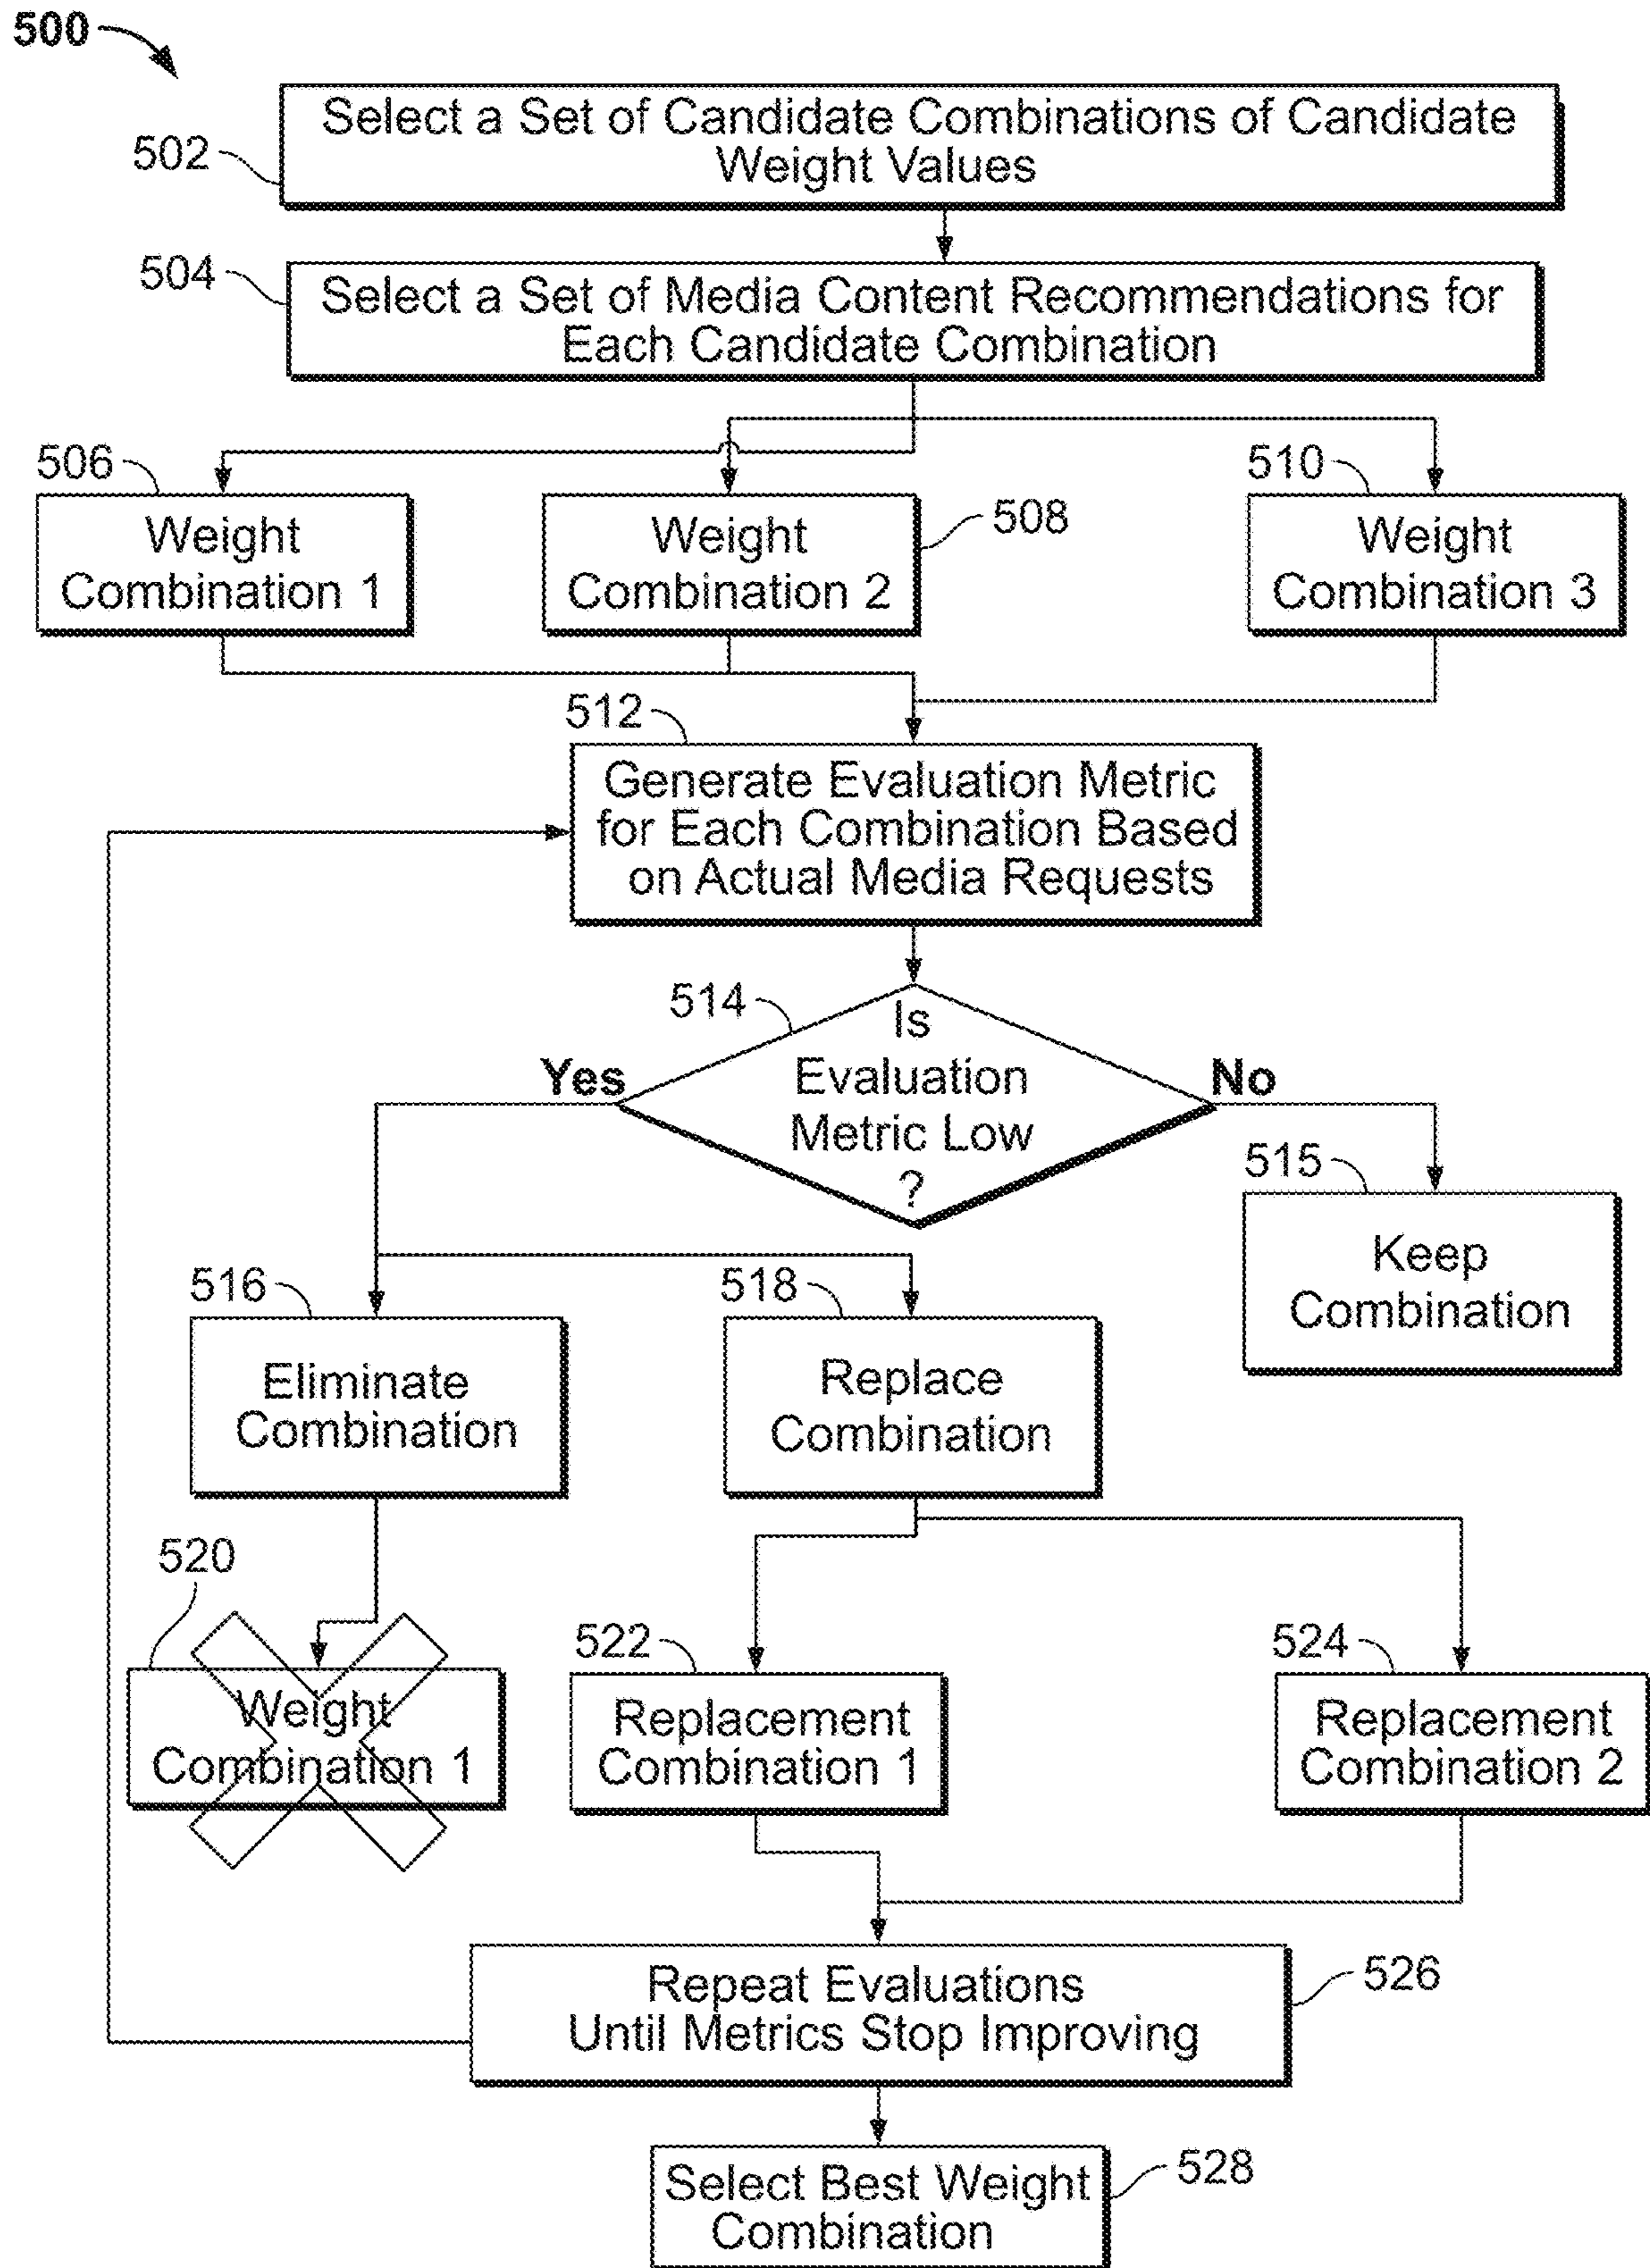 500
Select a Set of Candidate Combinations of Candidate
Weight Values
502
504
Select a Set of Media Content Recommendations for
Each Candidate Combination
506
Weight
Combination 1
Weight
Combination 2
508
510
Weight
Combination 3
512
Generate Evaluation Metric
for Each Combination Based
on Actual Media Requests
514
Is
Evaluation
Metric Low
?
Yes
No
515
Keep
Combination
516
Eliminate
Combination
518
Replace
Combination
520
Weight
Combination 1
522
Replacement
Combination 1
524
Replacement
Combination 2
Repeat Evaluations
Until Metrics Stop Improving
526
Select Best Weight
Combination
528